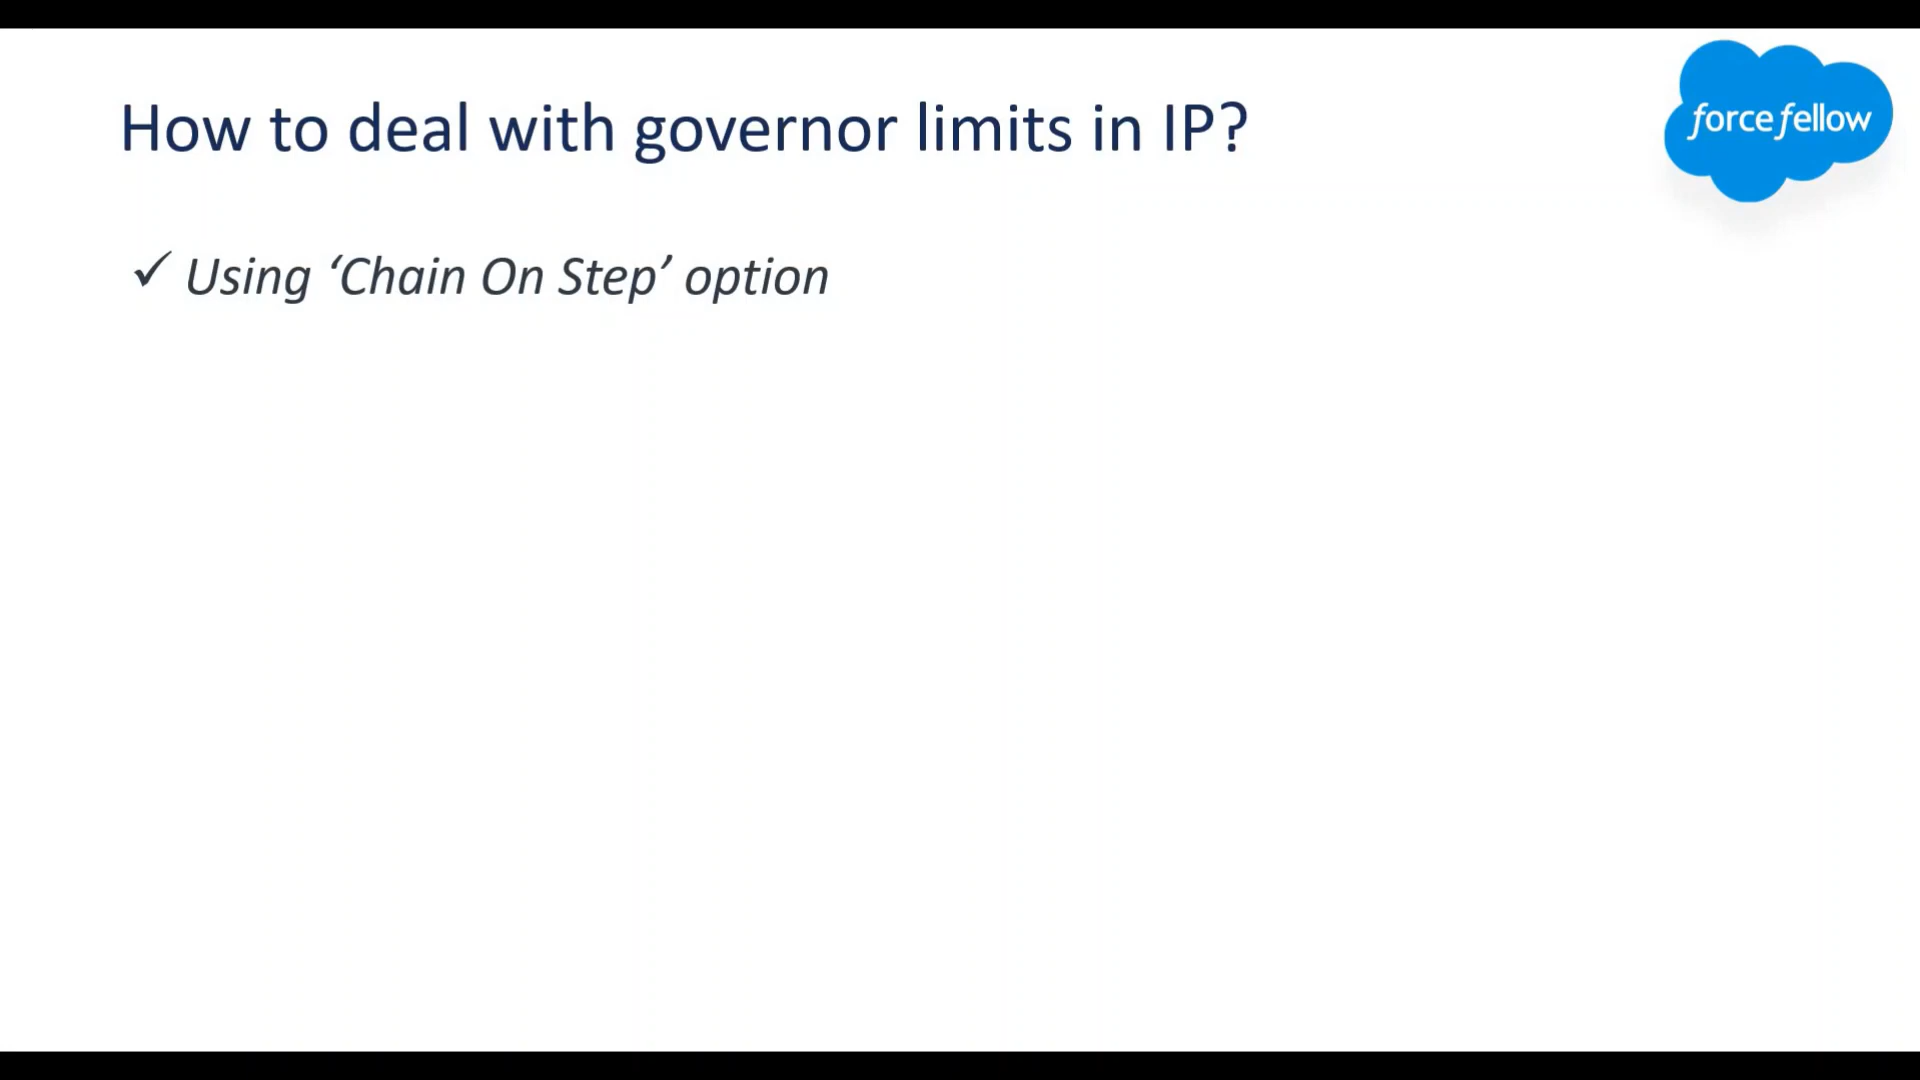 How to deal with governor limits in IP?
force fellow
✓ Using ‘Chain On Step’ option